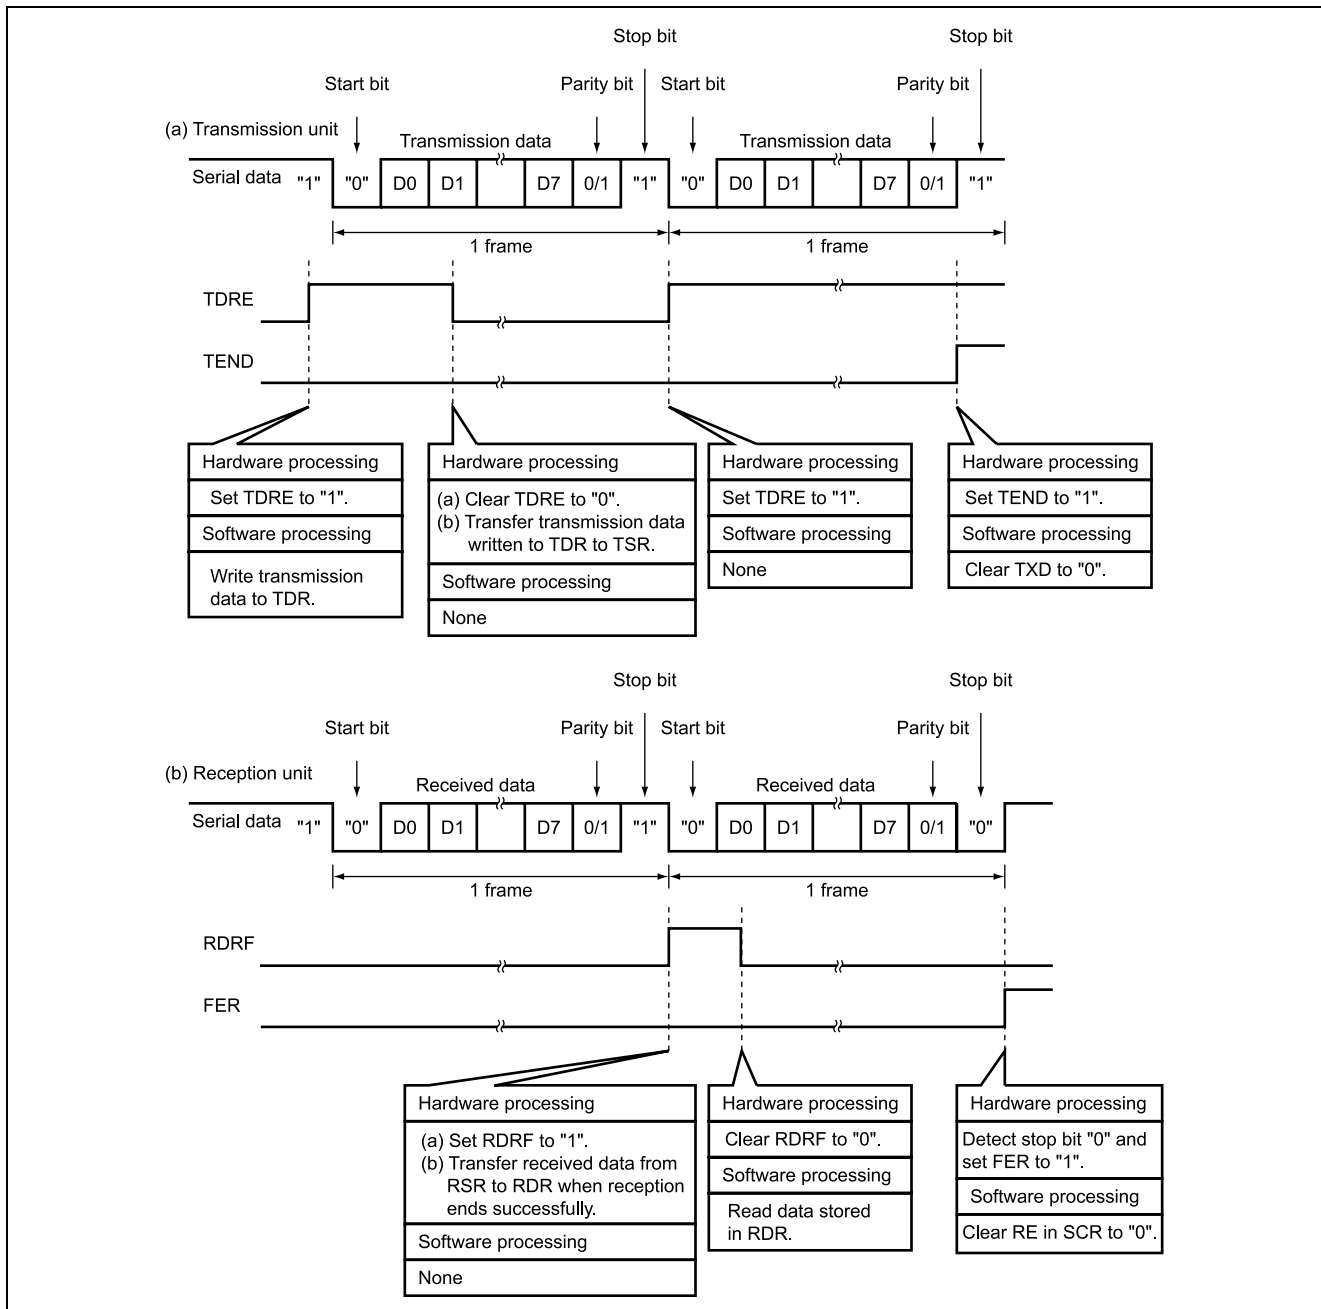 Stop bit Stop bit
Start bit Parity bit Start bit Parity bit
(a) Transmission unit
Transmission data Transmission data
Serial data "1" "0" D0 D1 D7 0/1 "1" "0" D0 D1 D7 0/1 "1"
1 frame 1 frame
TDRE
TEND
Hardware processing
Set TDRE to "1".
Software processing
Write transmission
data to TDR.
Hardware processing
(a) Clear TDRE to "0".
(b) Transfer transmission data
written to TDR to TSR.
Software processing
None
Hardware processing
Set TDRE to "1".
Software processing
None
Hardware processing
Set TEND to "1".
Software processing
Clear TXD to "0".
Stop bit Stop bit
Start bit Parity bit Start bit Parity bit
(b) Reception unit
Received data Received data
Serial data "1" "0" D0 D1 D7 0/1 "1" "0" D0 D1 D7 0/1 "0"
1 frame 1 frame
RDRF
FER
Hardware processing
(a) Set RDRF to "1".
(b) Transfer received data from
RSR to RDR when reception
ends successfully.
Software processing
None
Hardware processing
Clear RDRF to "0".
Software processing
Read data stored
in RDR.
Hardware processing
Detect stop bit "0" and
set FER to "1".
Software processing
Clear RE in SCR to "0".